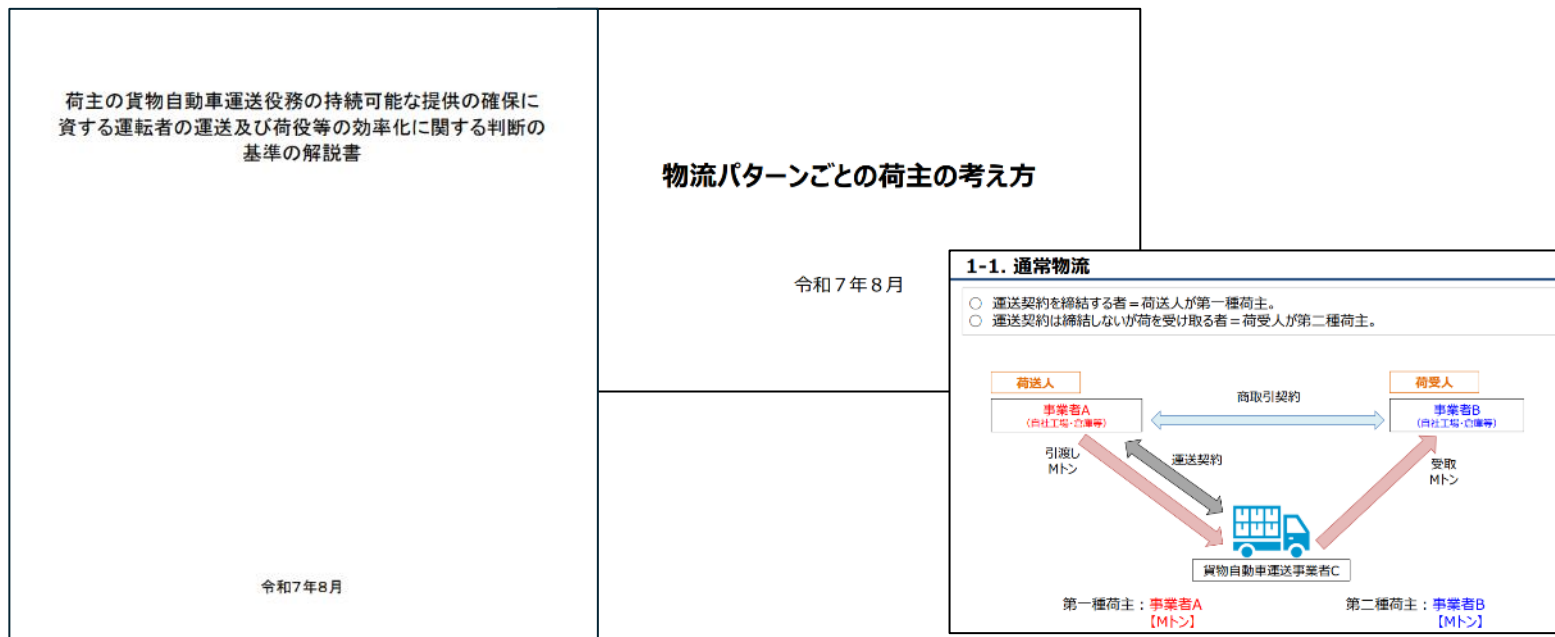 荷主の貨物自動車運送役務の持続可能な提供の確保に
資する運転者の運送及び荷役等の効率化に関する判断の
基準の解説書
令和7年8月
物流パターンごとの荷主の考え方
令和７年８月
1-1. 通常物流
○ 運送契約を締結する者＝荷送人が第一種荷主。
○ 運送契約は締結しないが荷を受け取る者＝荷受人が第二種荷主。
荷送人
荷受人
事業者A
（自社工場・倉庫等）
商取引契約
事業者B
（自社工場・倉庫等）
引渡し
Mトン
運送契約
受取
Mトン
貨物自動車運送事業者C
第一種荷主：事業者A
【Mトン】
第二種荷主：事業者B
【Mトン】